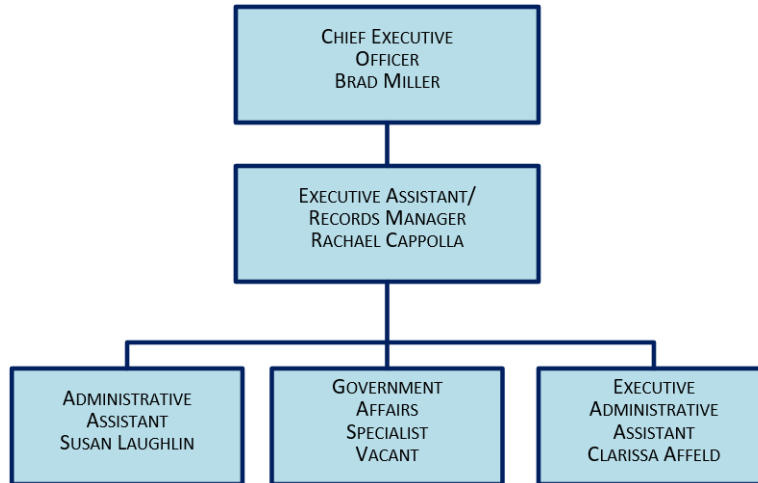 Chief Executive
Officer
Brad Miller
Executive Assistant/
Records Manager
Rachael Cappolla
Administrative
Assistant
Susan Laughlin
Government
Affairs
Specialist
Vacant
Executive
Administrative
Assistant
Clarissa Affeld